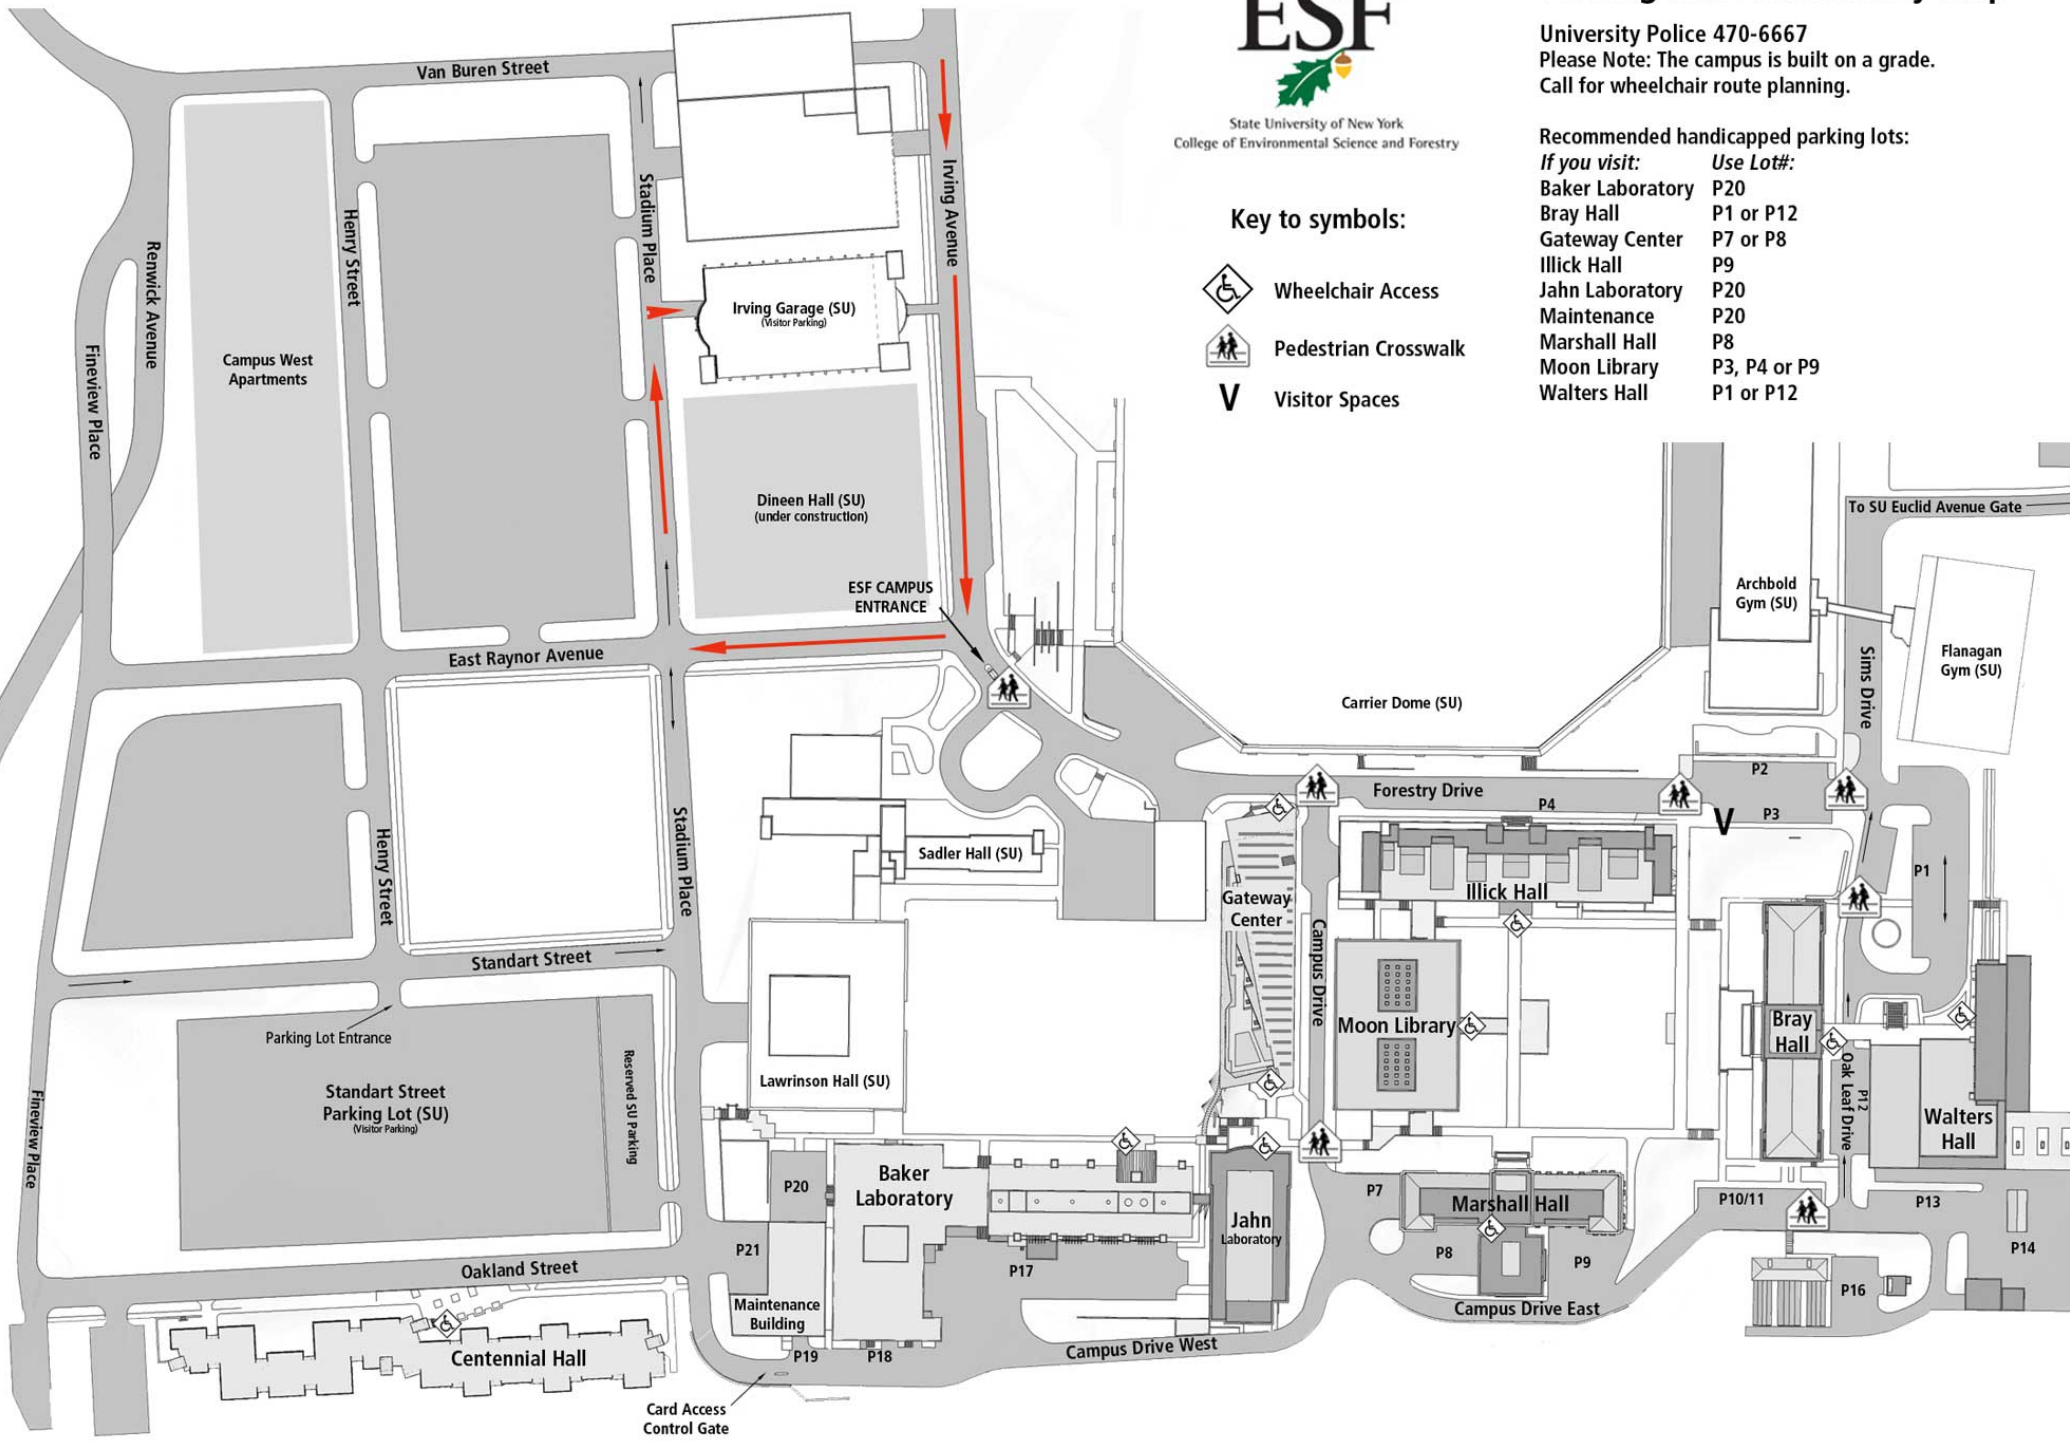 ESF
State University of New York
College of Environmental Science and Forestry
University Police 470-6667
Please Note: The campus is built on a grade.
Call for wheelchair route planning.
Recommended handicapped parking lots:
If you visit: Use Lot#:
Baker Laboratory P20
Bray Hall P1 or P12
Gateway Center P7 or P8
Illick Hall P9
Jahn Laboratory P20
Maintenance P20
Marshall Hall P8
Moon Library P3, P4 or P9
Walters Hall P1 or P12
Key to symbols:
Wheelchair Access
Pedestrian Crosswalk
V Visitor Spaces
Van Buren Street
Irving Avenue
Stadium Place
Henry Street
Renwick Avenue
Fineview Place
Campus West
Apartments
Irving Garage (SU)
(Visitor Parking)
Dineen Hall (SU)
(under construction)
ESF CAMPUS
ENTRANCE
East Raynor Avenue
To SU Euclid Avenue Gate
Archbold
Gym (SU)
Flanagan
Gym (SU)
Sims Drive
Carrier Dome (SU)
Forestry Drive
P2
P4
P3
V
P1
Henry Street
Stadium Place
Sadler Hall (SU)
Gateway
Center
Illick Hall
Campus Drive
Standart Street
Parking Lot Entrance
Standart Street
Parking Lot (SU)
(Visitor Parking)
Reserved SU Parking
Fineview Place
Lawrinson Hall (SU)
Moon Library
Bray
Hall
Oak Leaf Drive
P12
Walters
Hall
Baker
Laboratory
P20
P21
P17
Jahn
Laboratory
P7
Marshall Hall
P8
P9
P10/11
P13
P14
P16
Oakland Street
Maintenance
Building
Campus Drive East
Campus Drive West
P19
P18
Centennial Hall
Card Access
Control Gate